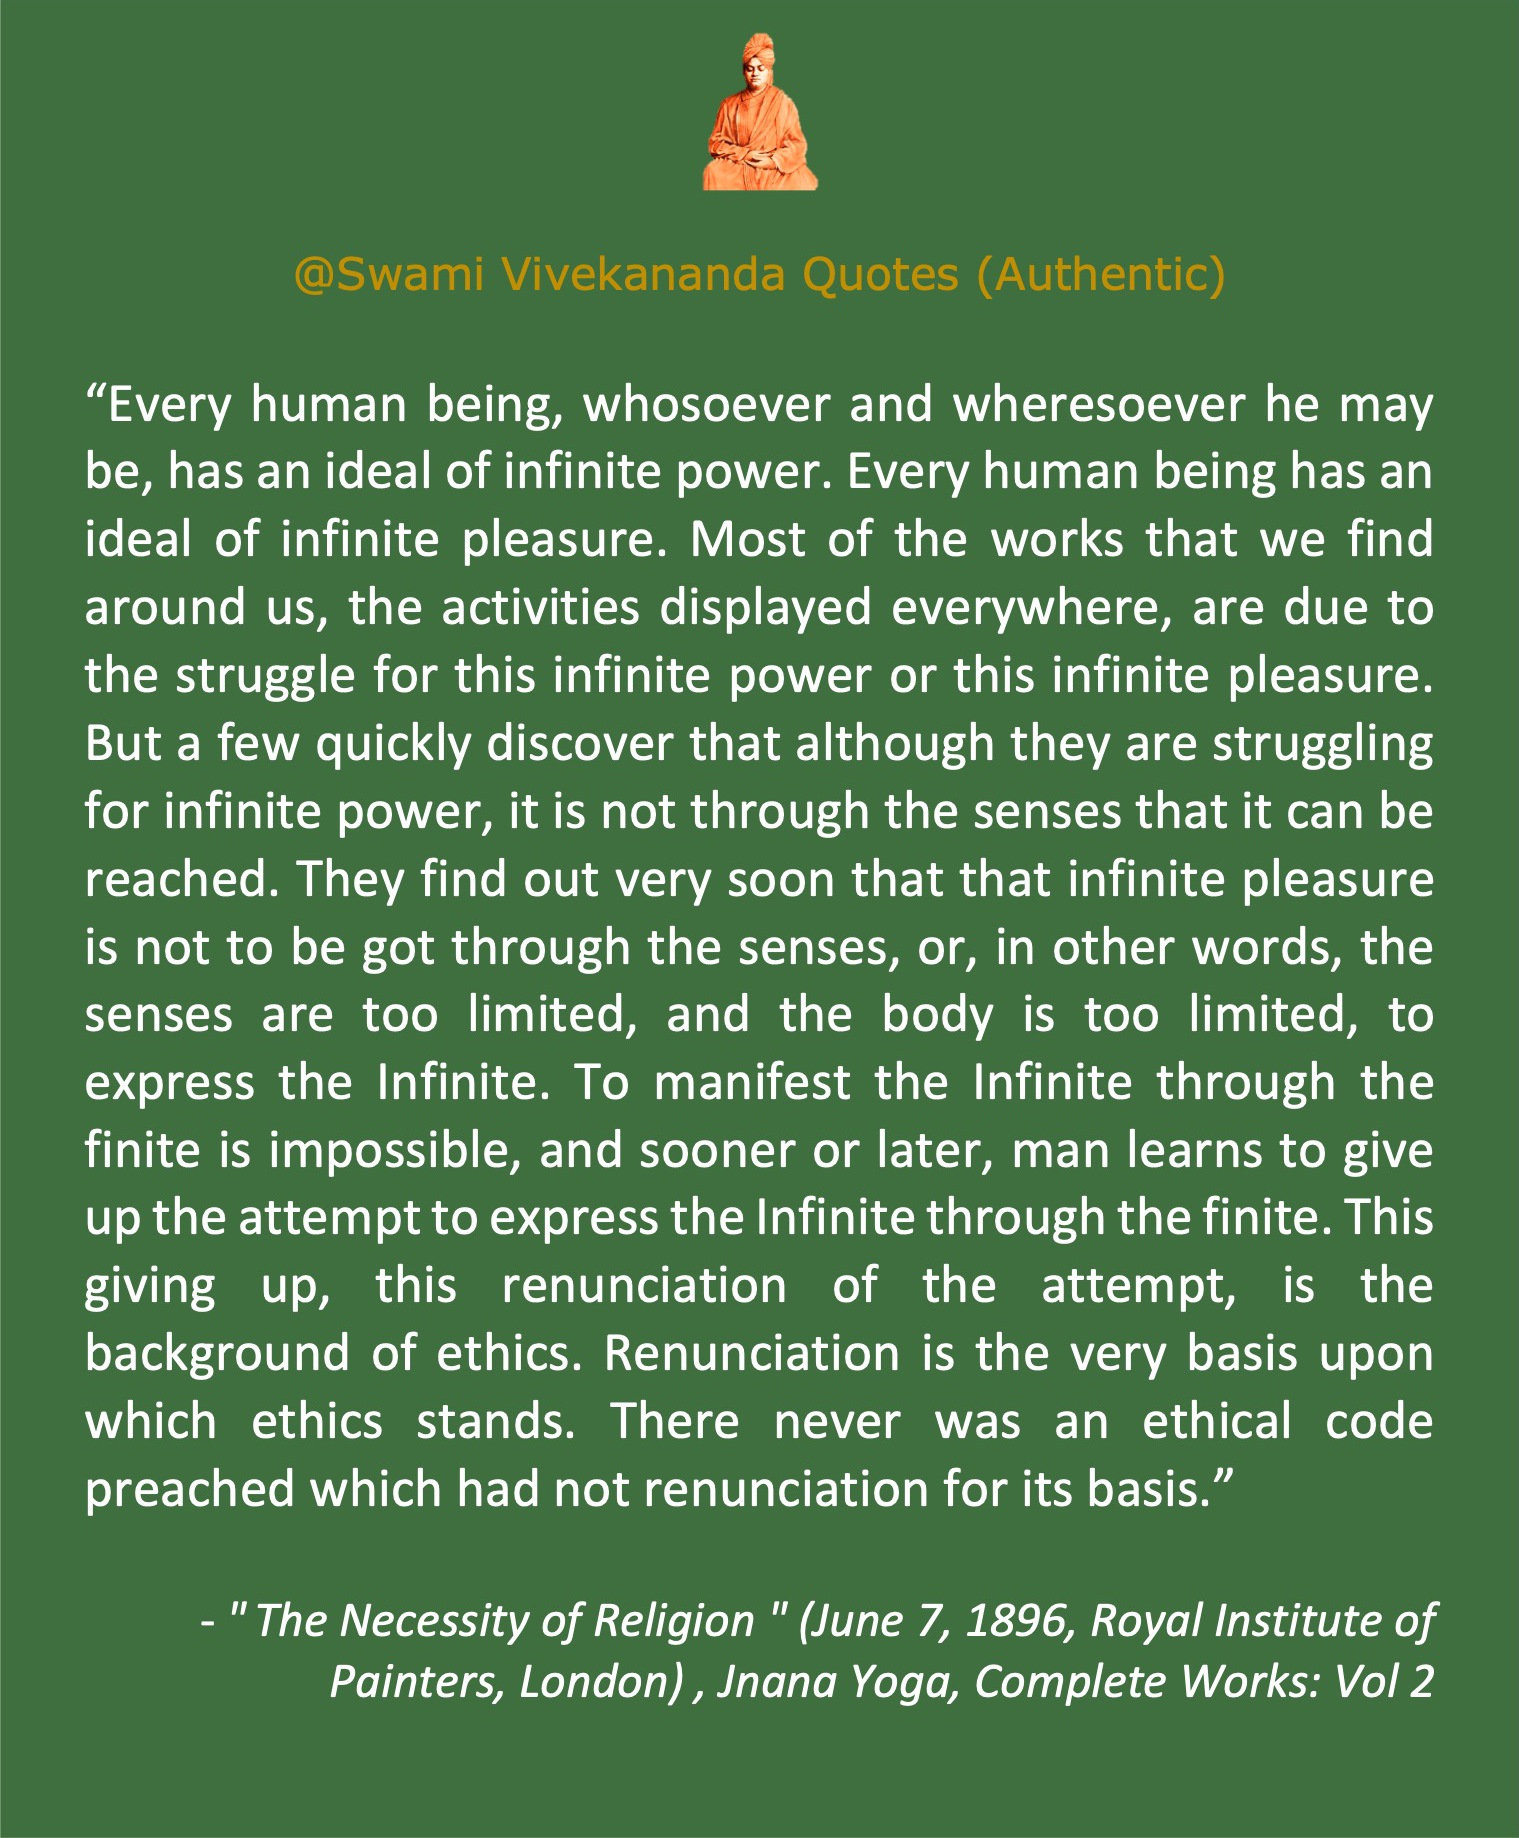 @Swami Vivekananda Quotes (Authentic)
“Every human being, whosoever and wheresoever he may
be, has an ideal of infinite power. Every human being has an
ideal of infinite pleasure. Most of the works that we find
around us, the activities displayed everywhere, are due to
the struggle for this infinite power or this infinite pleasure.
But a few quickly discover that although they are struggling
for infinite power, it is not through the senses that it can be
reached. They find out very soon that that infinite pleasure
is not to be got through the senses, or, in other words, the
senses are too limited, and the body is too limited, to
express the Infinite. To manifest the Infinite through the
finite is impossible, and sooner or later, man learns to give
up the attempt to express the Infinite through the finite. This
giving up, this renunciation of the attempt, is the
background of ethics. Renunciation is the very basis upon
which ethics stands. There never was an ethical code
preached which had not renunciation for its basis.”
- " The Necessity of Religion " (June 7, 1896, Royal Institute of
Painters, London) , Jnana Yoga, Complete Works: Vol 2